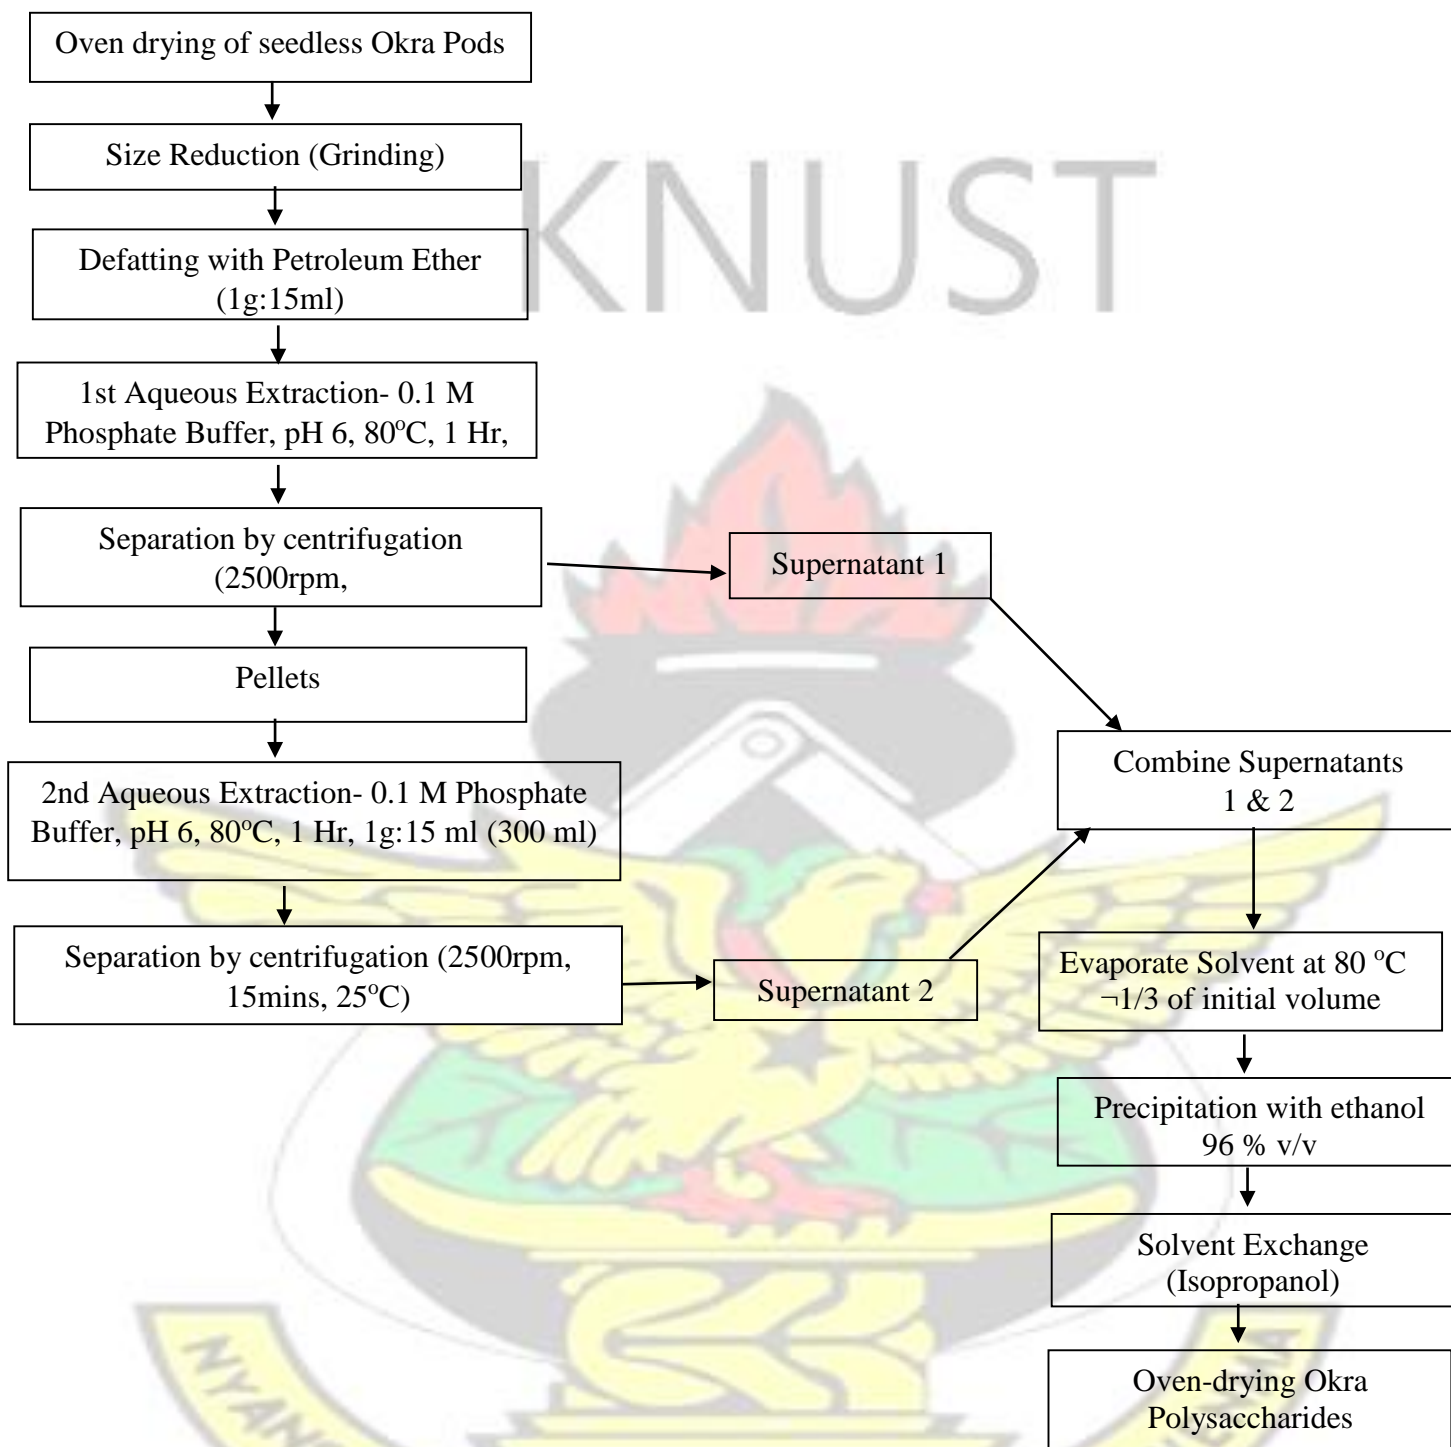 Oven drying of seedless Okra Pods
Size Reduction (Grinding)
Defatting with Petroleum Ether
(1g:15ml)
1st Aqueous Extraction- 0.1 M
Phosphate Buffer, pH 6, 80°C, 1 Hr,
Separation by centrifugation
(2500rpm,
Supernatant 1
Pellets
2nd Aqueous Extraction- 0.1 M Phosphate
Buffer, pH 6, 80°C, 1 Hr, 1g:15 ml (300 ml)
Separation by centrifugation (2500rpm,
15mins, 25°C)
Supernatant 2
Combine Supernatants
1 & 2
Evaporate Solvent at 80 °C
¬1/3 of initial volume
Precipitation with ethanol
96 % v/v
Solvent Exchange
(Isopropanol)
Oven-drying Okra
Polysaccharides
KNUST